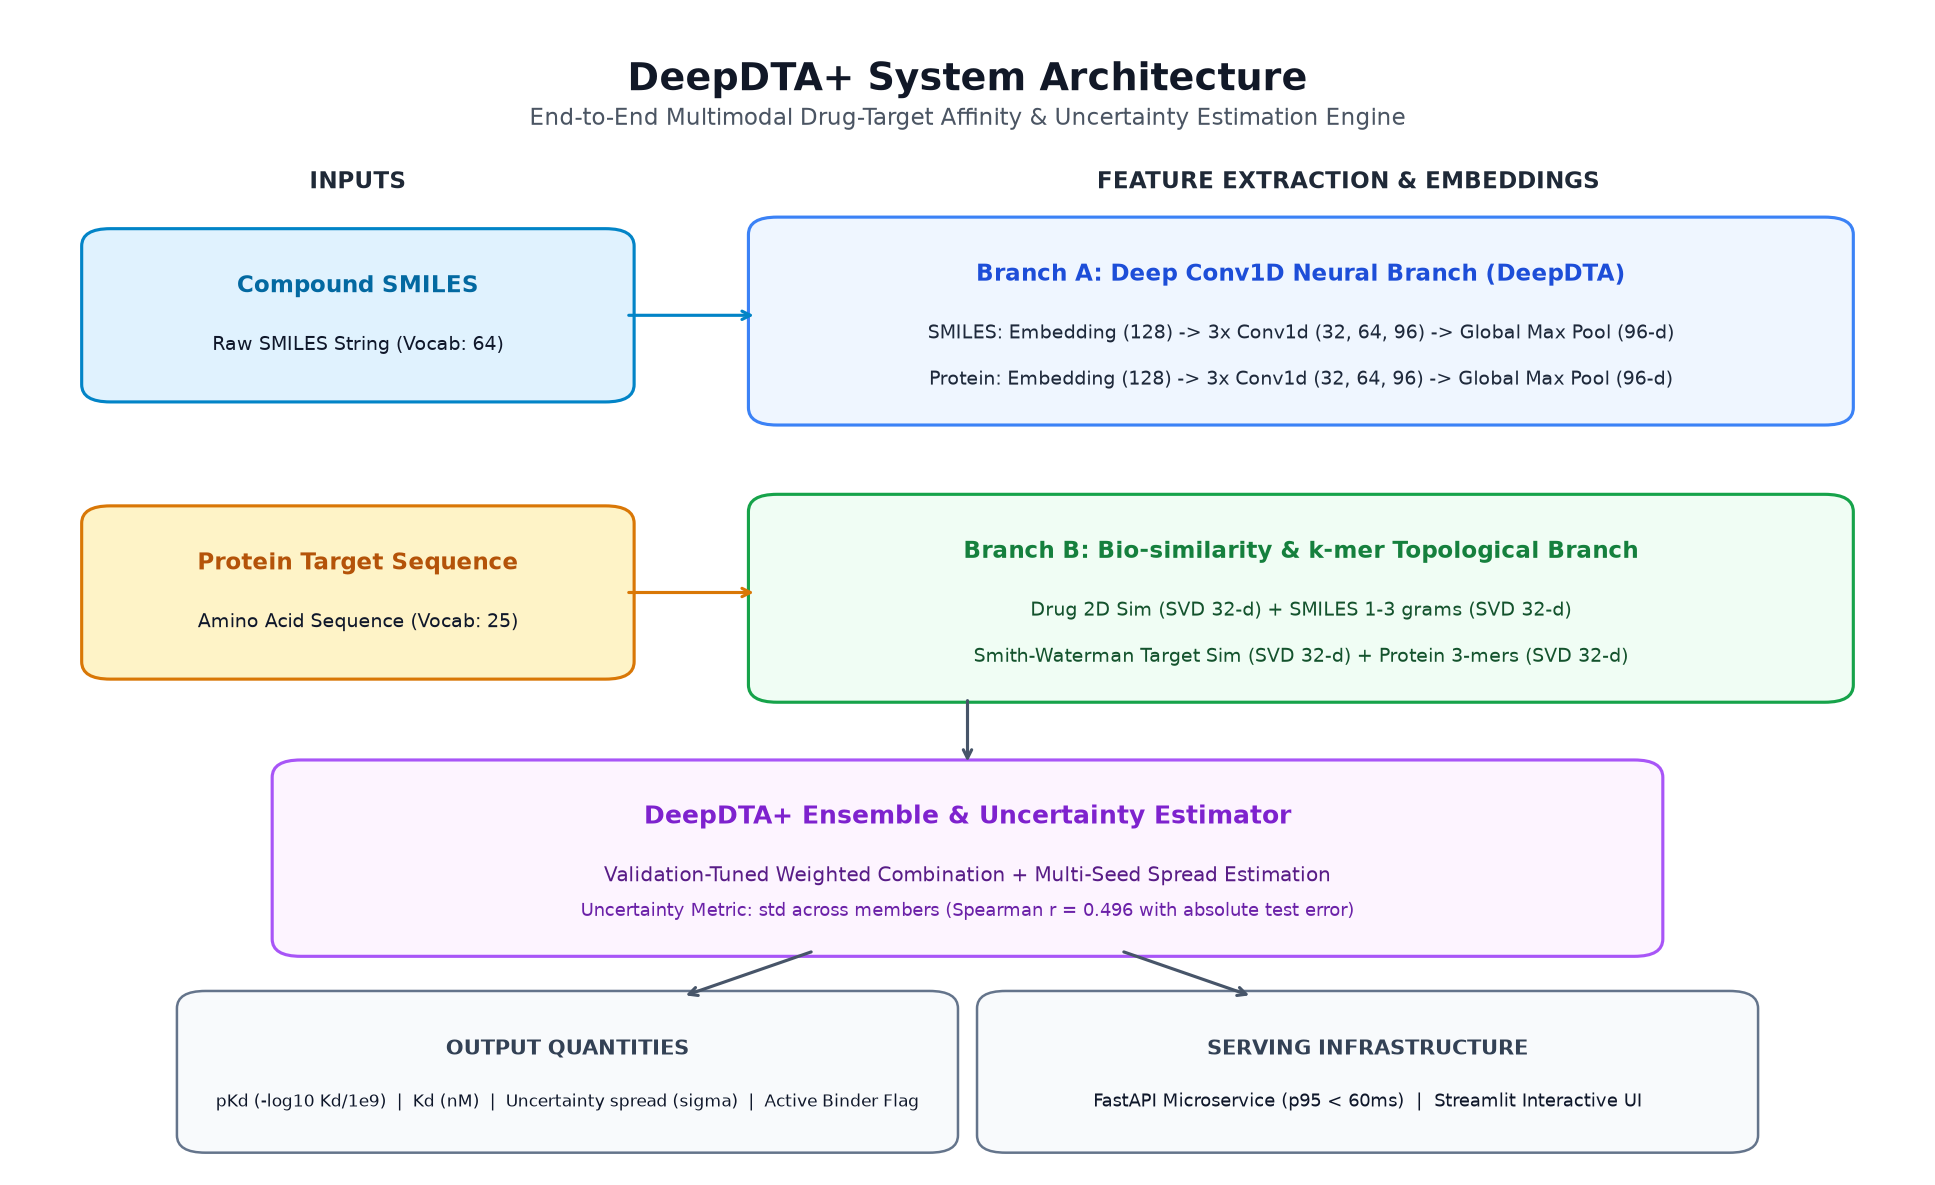 DeepDTA+ System Architecture
End-to-End Multimodal Drug-Target Affinity & Uncertainty Estimation Engine
INPUTS
FEATURE EXTRACTION & EMBEDDINGS
Compound SMILES
Raw SMILES String (Vocab: 64)
Branch A: Deep Conv1D Neural Branch (DeepDTA)
SMILES: Embedding (128) -> 3x Conv1d (32, 64, 96) -> Global Max Pool (96-d)
Protein: Embedding (128) -> 3x Conv1d (32, 64, 96) -> Global Max Pool (96-d)
Protein Target Sequence
Amino Acid Sequence (Vocab: 25)
Branch B: Bio-similarity & k-mer Topological Branch
Drug 2D Sim (SVD 32-d) + SMILES 1-3 grams (SVD 32-d)
Smith-Waterman Target Sim (SVD 32-d) + Protein 3-mers (SVD 32-d)
DeepDTA+ Ensemble & Uncertainty Estimator
Validation-Tuned Weighted Combination + Multi-Seed Spread Estimation
Uncertainty Metric: std across members (Spearman r = 0.496 with absolute test error)
OUTPUT QUANTITIES
pKd (-log10 Kd/1e9) | Kd (nM) | Uncertainty spread (sigma) | Active Binder Flag
SERVING INFRASTRUCTURE
FastAPI Microservice (p95 < 60ms) | Streamlit Interactive UI